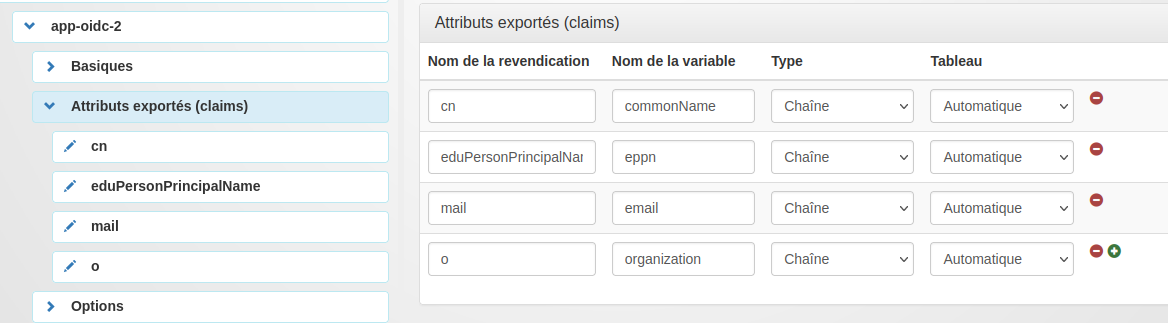 app-oidc-2
Basiques
Attributs exportés (claims)
cn
eduPersonPrincipalName
mail
o
Options
Attributs exportés (claims)
Nom de la revendication Nom de la variable Type Tableau
cn commonName Chaîne Automatique
eduPersonPrincipalNar eppn Chaîne Automatique
mail email Chaîne Automatique
o organization Chaîne Automatique